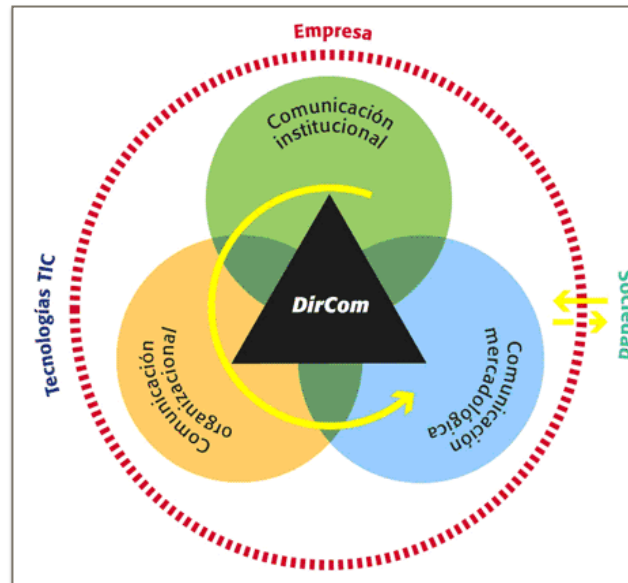 Empresa
Comunicación
institucional
Tecnologías TIC
DirCom
Sociedad
Comunicación
organizacional
Comunicación
mercadológica